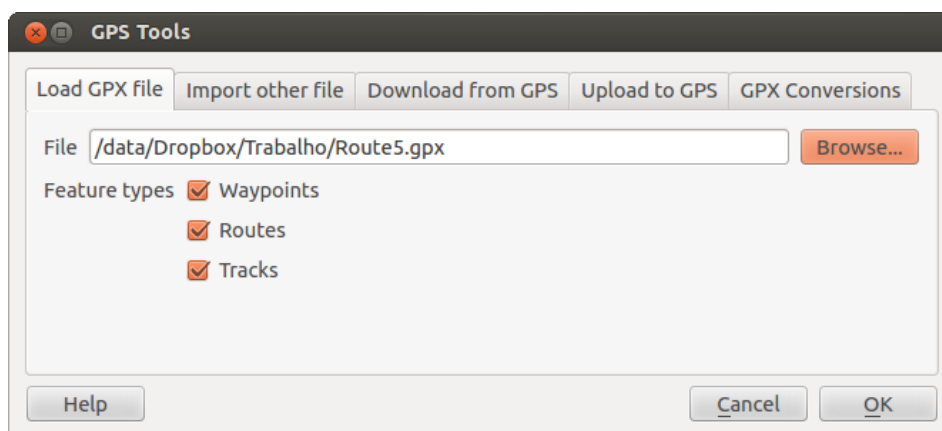 GPS Tools
Load GPX file Import other file Download from GPS Upload to GPS GPX Conversions
File /data/Dropbox/Trabalho/Route5.gpx Browse...
Feature types Waypoints
Routes
Tracks
Help Cancel OK